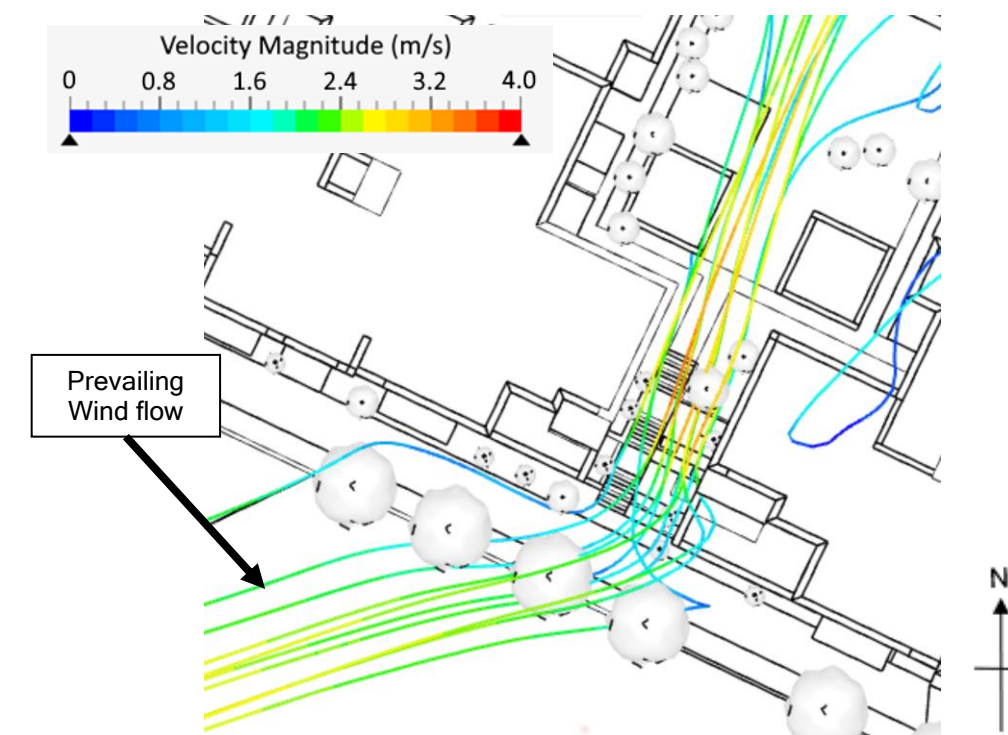 Velocity Magnitude (m/s)
0 0.8 1.6 2.4 3.2 4.0
Prevailing
Wind flow
N